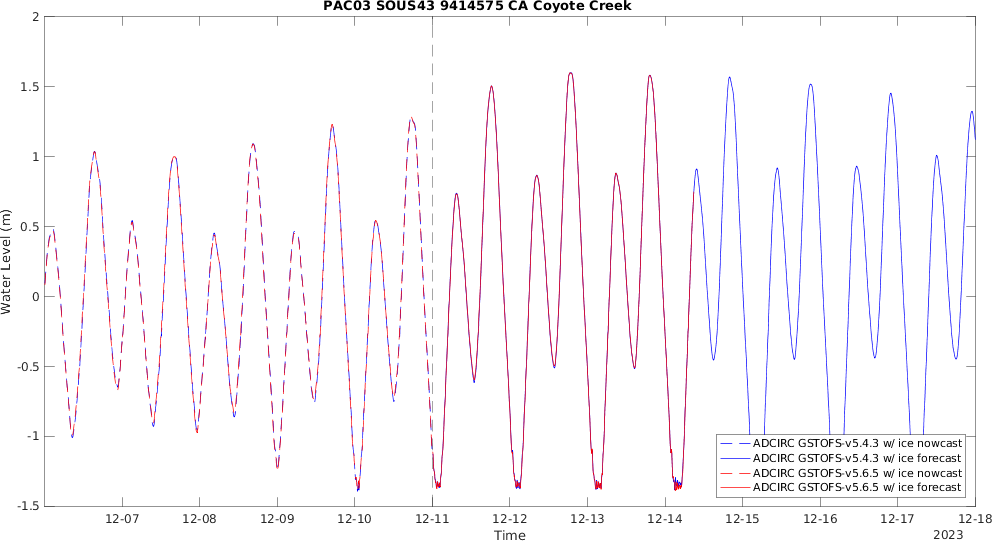 PAC03 SOUS43 9414575 CA Coyote Creek
2
1.5
1
0.5
0
-0.5
-1
-1.5
Water Level (m)
12-07 12-08 12-09 12-10 12-11 12-12 12-13 12-14 12-15 12-16 12-17 12-18
Time
2023
ADCIRC GSTOFS-v5.4.3 w/ ice nowcast
ADCIRC GSTOFS-v5.4.3 w/ ice forecast
ADCIRC GSTOFS-v5.6.5 w/ ice nowcast
ADCIRC GSTOFS-v5.6.5 w/ ice forecast